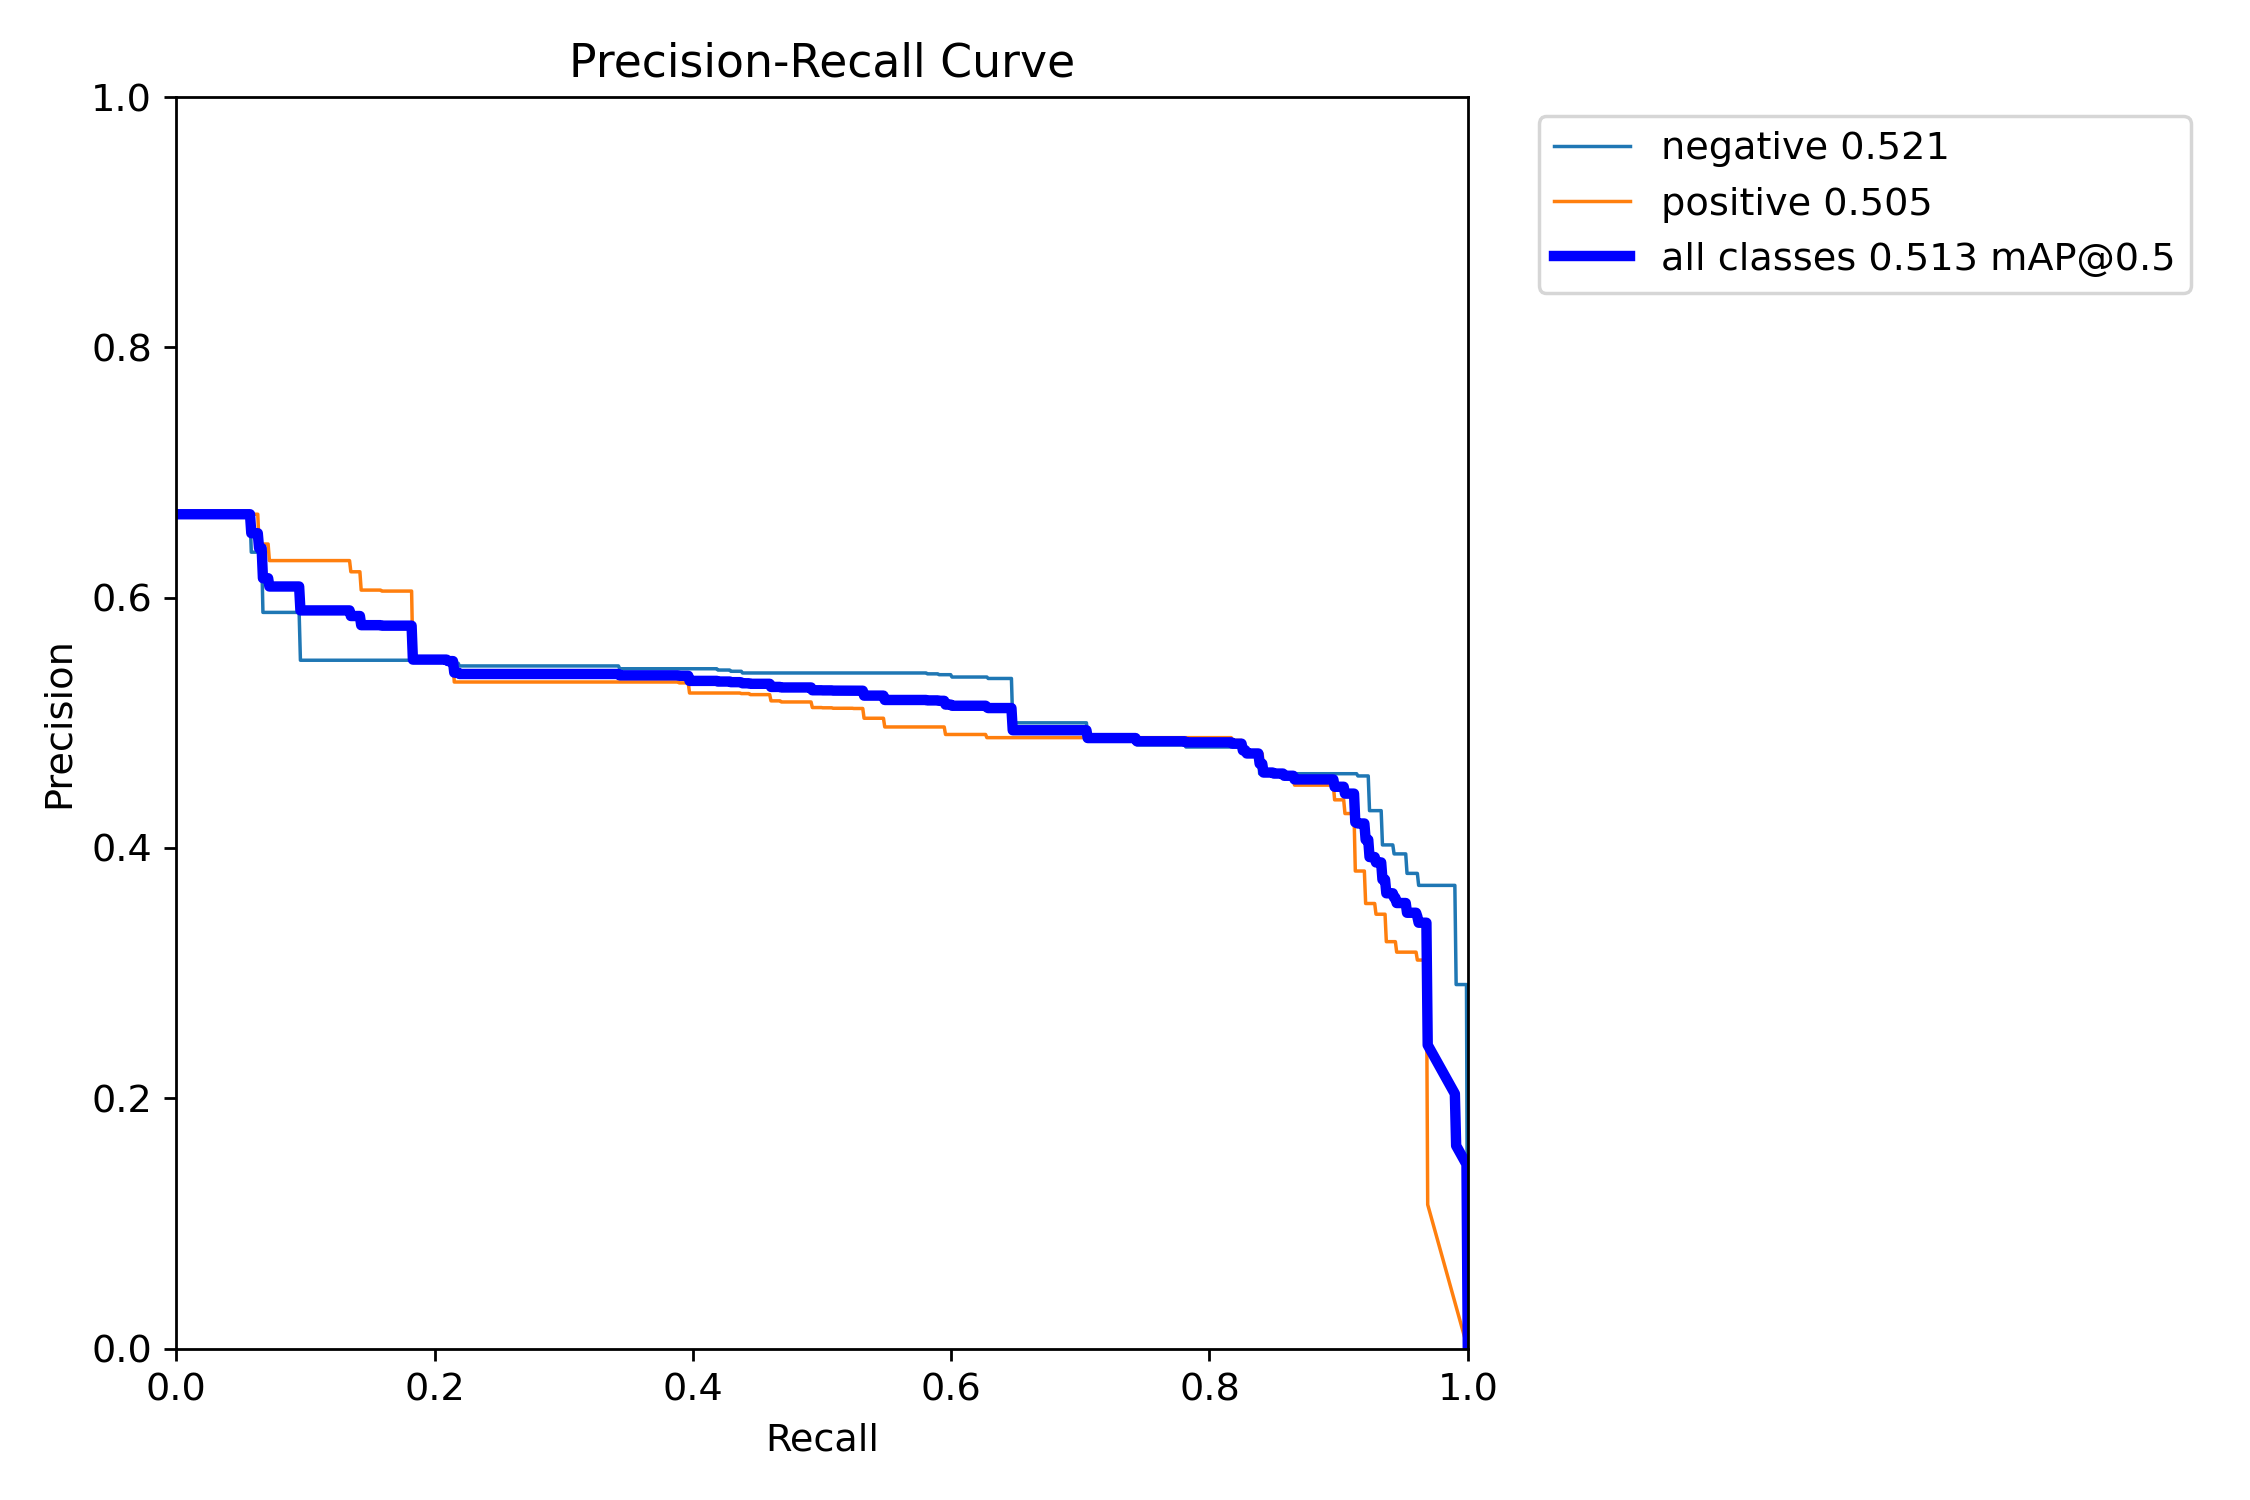 Precision-Recall Curve
1.0
0.8
0.6
0.4
0.2
0.0
Precision
0.0 0.2 0.4 0.6 0.8 1.0
Recall
negative 0.521
positive 0.505
all classes 0.513 mAP@0.5